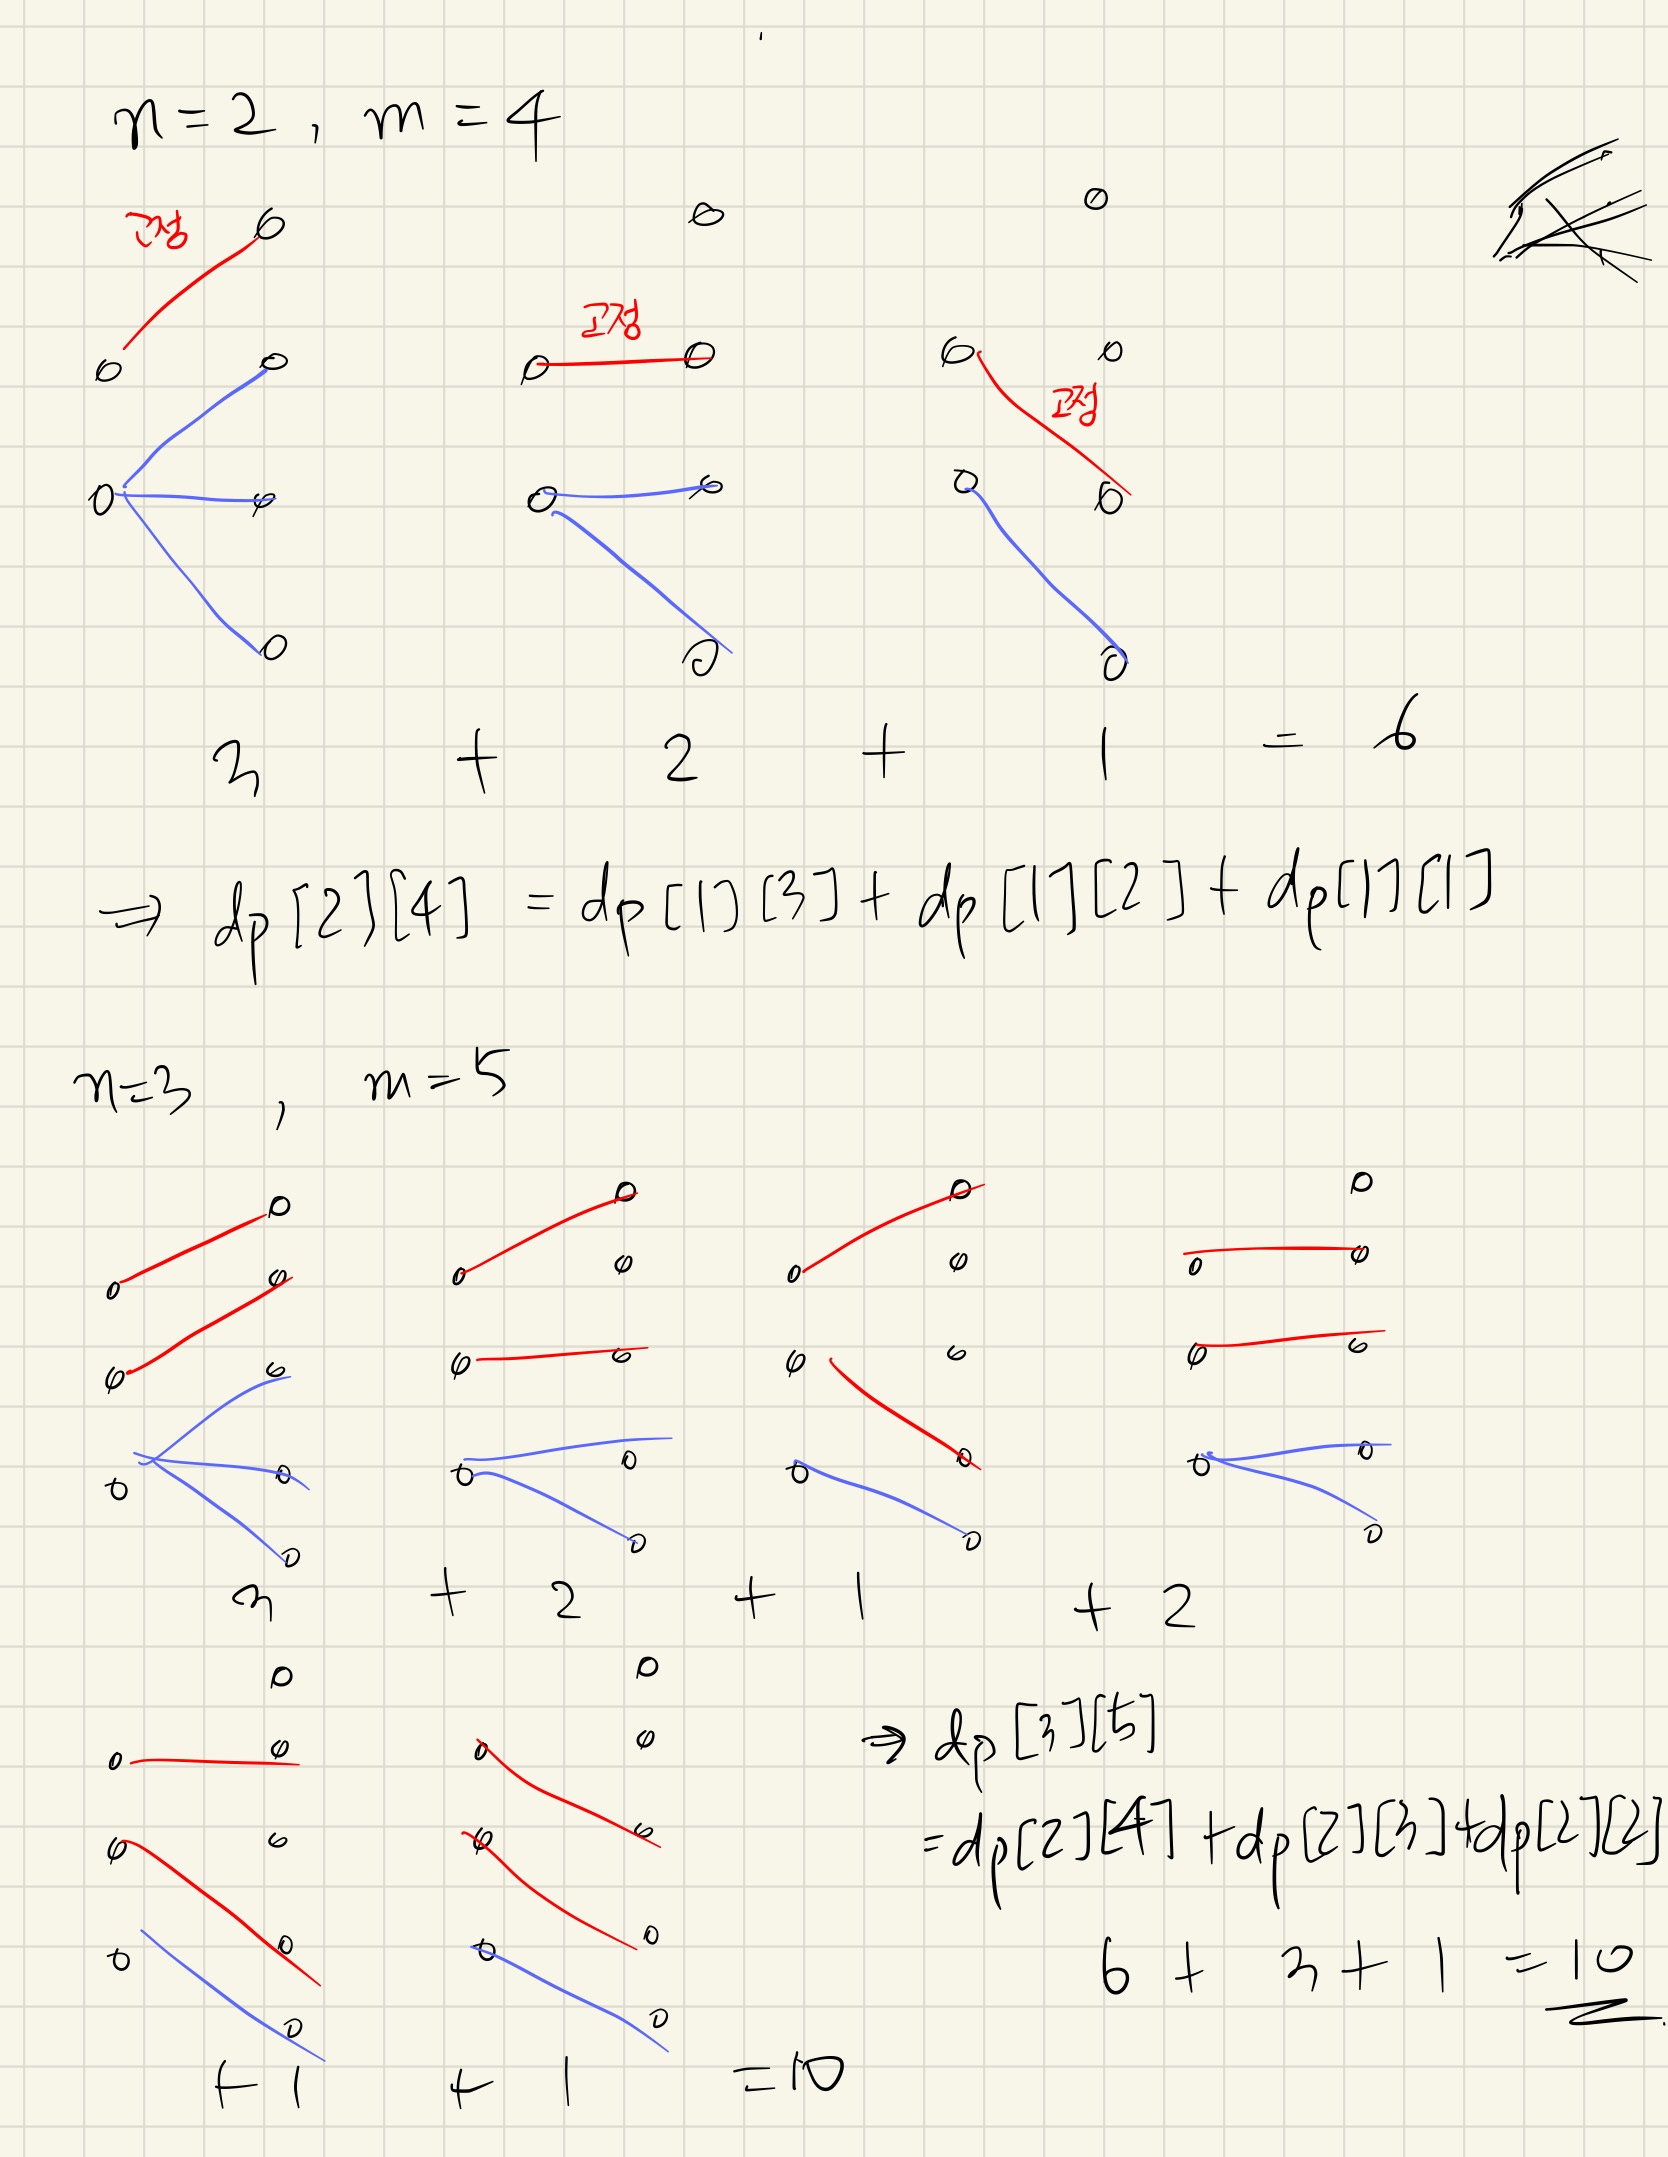 n=2, m=4
고정
고정
고정
3 + 2 + 1 = 6
⇒ dp[2][4] = dp[1][3] + dp[1][2] + dp[1][1]
n=3, m=5
3 + 2 + 1 + 2
+ 1 + 1 = 10
→ dp[3][5]
= dp[2][4] + dp[2][3] + dp[2][2]
6 + 3 + 1 = 10